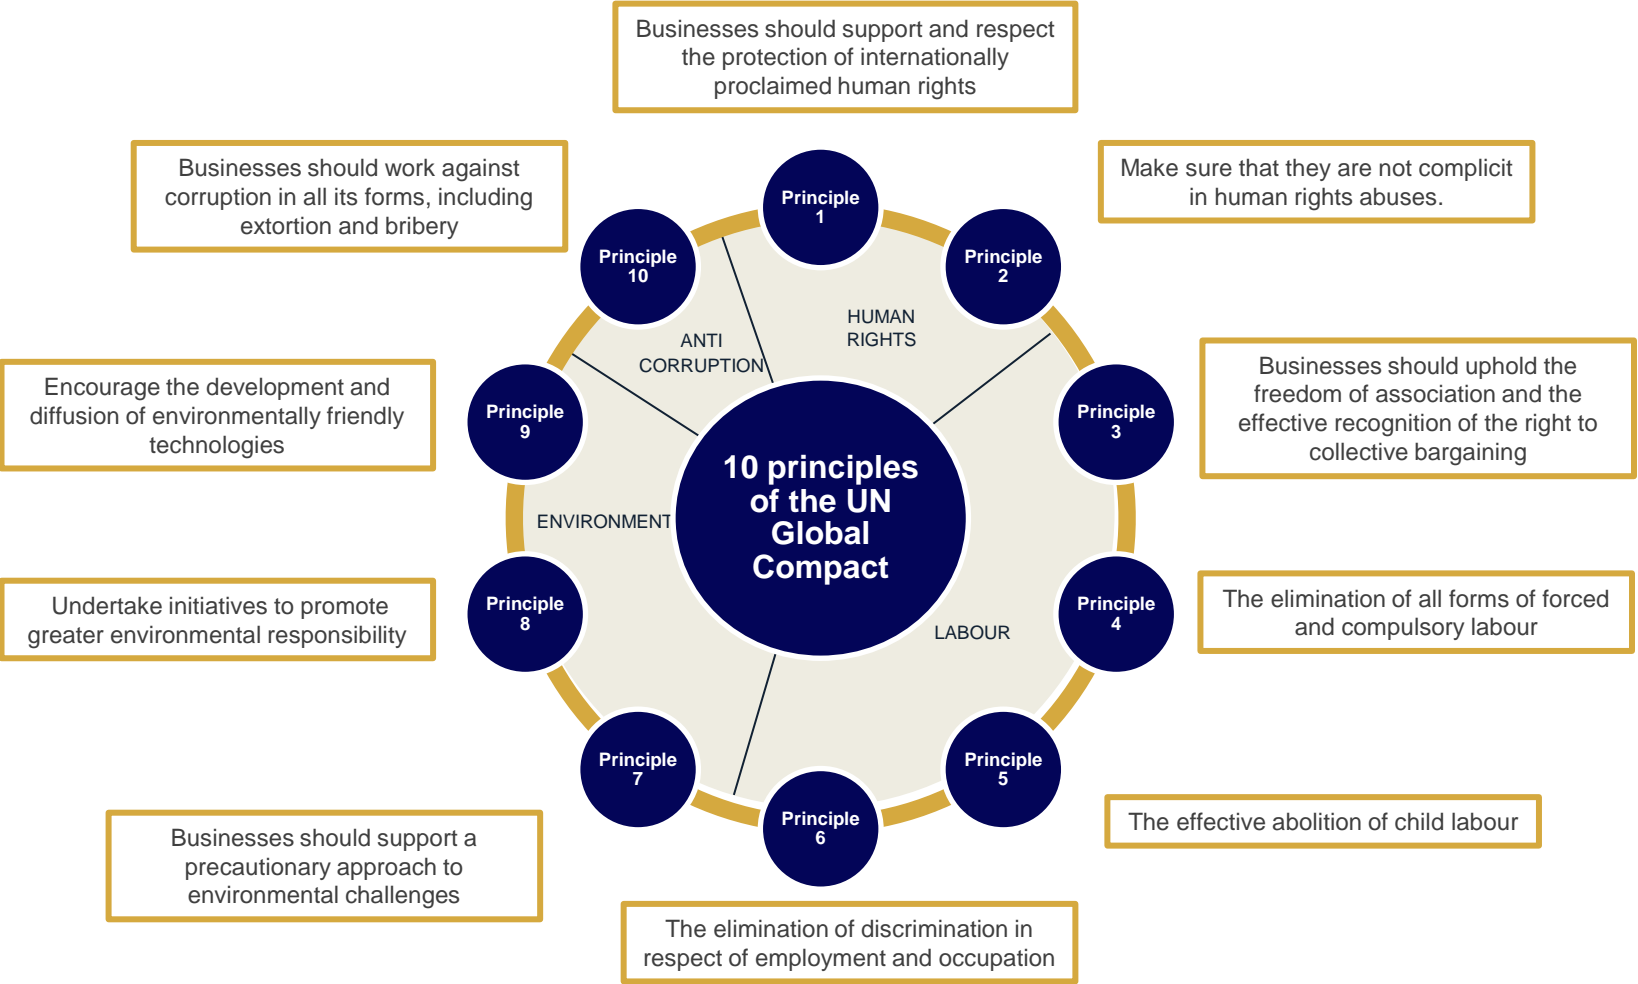 Businesses should support and respect
the protection of internationally
proclaimed human rights
Businesses should work against
corruption in all its forms, including
extortion and bribery
Make sure that they are not complicit
in human rights abuses.
Principle
1
Principle
10
Principle
2
HUMAN
RIGHTS
ANTI
CORRUPTION
Encourage the development and
diffusion of environmentally friendly
technologies
Principle
9
Principle
3
Businesses should uphold the
freedom of association and the
effective recognition of the right to
collective bargaining
10 principles
of the UN
Global
Compact
ENVIRONMENT
Undertake initiatives to promote
greater environmental responsibility
Principle
8
LABOUR
Principle
4
The elimination of all forms of forced
and compulsory labour
Principle
7
Principle
5
Principle
6
Businesses should support a
precautionary approach to
environmental challenges
The effective abolition of child labour
The elimination of discrimination in
respect of employment and occupation